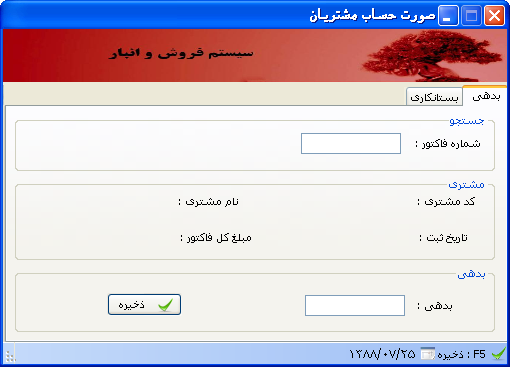 صورت حساب مشتریان
سیستم فروش و انبار
بدهی
بستانکاری
جستجو
شماره فاکتور :
مشتری
کد مشتری :
نام مشتری :
تاریخ ثبت :
مبلغ کل فاکتور :
بدهی
بدهی :
ذخیره
F5 : ذخیره
۱۳۸۸/۰۷/۲۵